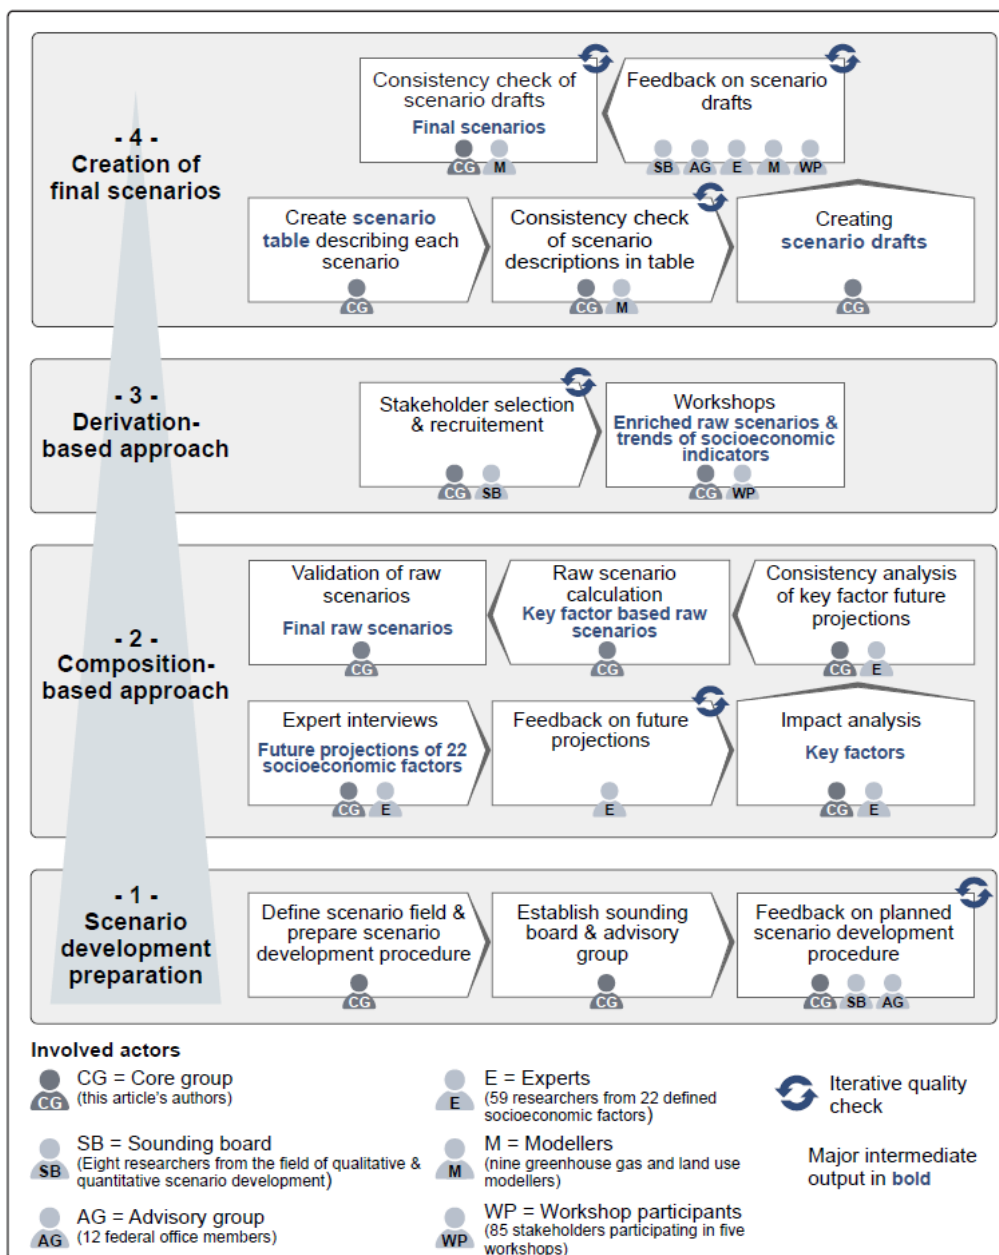 - 4 -
Creation of
final scenarios
Consistency check of
scenario drafts
Final scenarios
CG M
Feedback on scenario
drafts
SB AG E M WP
Create scenario
table describing each
scenario
CG
Consistency check
of scenario
descriptions in table
CG M
Creating
scenario drafts
CG
- 3 -
Derivation-
based approach
Stakeholder selection
& recruitement
CG SB
Workshops
Enriched raw scenarios &
trends of socioeconomic
indicators
CG WP
- 2 -
Composition-
based approach
Validation of raw
scenarios
Final raw scenarios
CG
Raw scenario
calculation
Key factor based raw
scenarios
CG
Consistency analysis
of key factor future
projections
CG E
Expert interviews
Future projections of 22
socioeconomic factors
CG E
Feedback on future
projections
E
Impact analysis
Key factors
CG E
- 1 -
Scenario
development
preparation
Define scenario field &
prepare scenario
development procedure
CG
Establish sounding
board & advisory
group
CG
Feedback on planned
scenario development
procedure
CG SB AG
Involved actors
CG
CG = Core group
(this article's authors)
SB
SB = Sounding board
(Eight researchers from the field of qualitative &
quantitative scenario development)
AG
AG = Advisory group
(12 federal office members)
E
E = Experts
(59 researchers from 22 defined
socioeconomic factors)
M
M = Modellers
(nine greenhouse gas and land use
modellers)
WP
WP = Workshop participants
(85 stakeholders participating in five
workshops)
Iterative quality
check
Major intermediate
output in bold